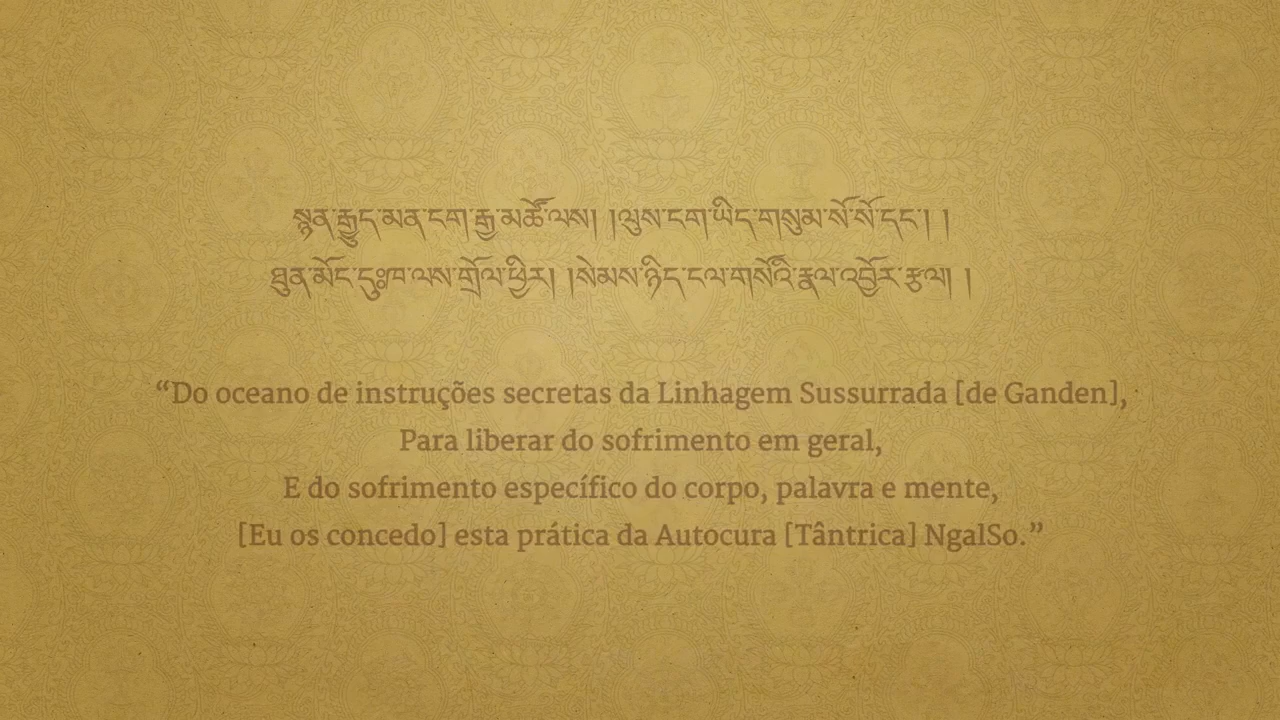 སྙན་རྒྱུད་མན་ངག་རྒྱ་མཚོ་ལས། །ལུས་ངག་ཡིད་གསུམ་སོ་སོ་དང་། །
ཐུན་མོང་དུཿཁ་ལས་གྲོལ་ཕྱིར། །སེམས་ཉིད་ངལ་གསོའི་རྣལ་འབྱོར་རྩལ། །
“Do oceano de instruções secretas da Linhagem Sussurrada [de Ganden],
Para liberar do sofrimento em geral,
E do sofrimento específico do corpo, palavra e mente,
[Eu os concedo] esta prática da Autocura [Tântrica] NgalSo.”